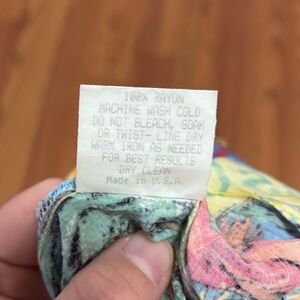 100% RAYON
MACHINE WASH COLD
DO NOT BLEACH, SOAK
OR TWIST- LINE DRY
WARM IRON AS NEEDED
FOR BEST RESULTS
DRY CLEAN
Made in U.S.A.